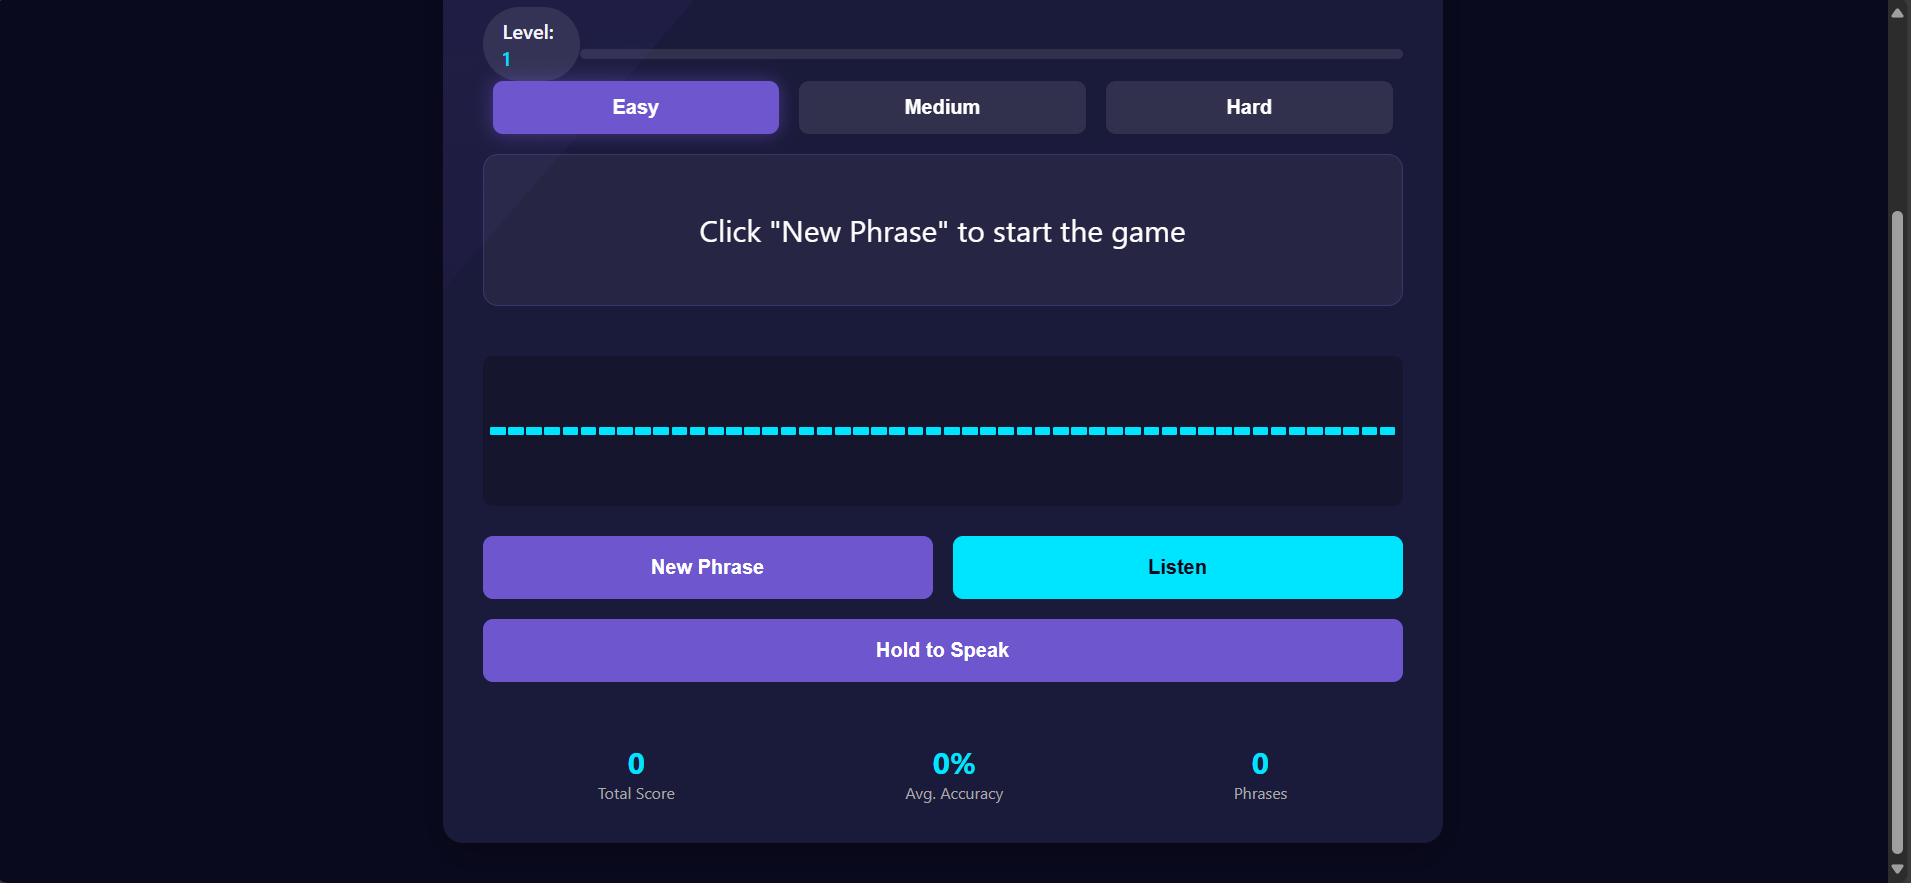 Level:
1
Easy
Medium
Hard
Click "New Phrase" to start the game
New Phrase
Listen
Hold to Speak
0
Total Score
0%
Avg. Accuracy
0
Phrases